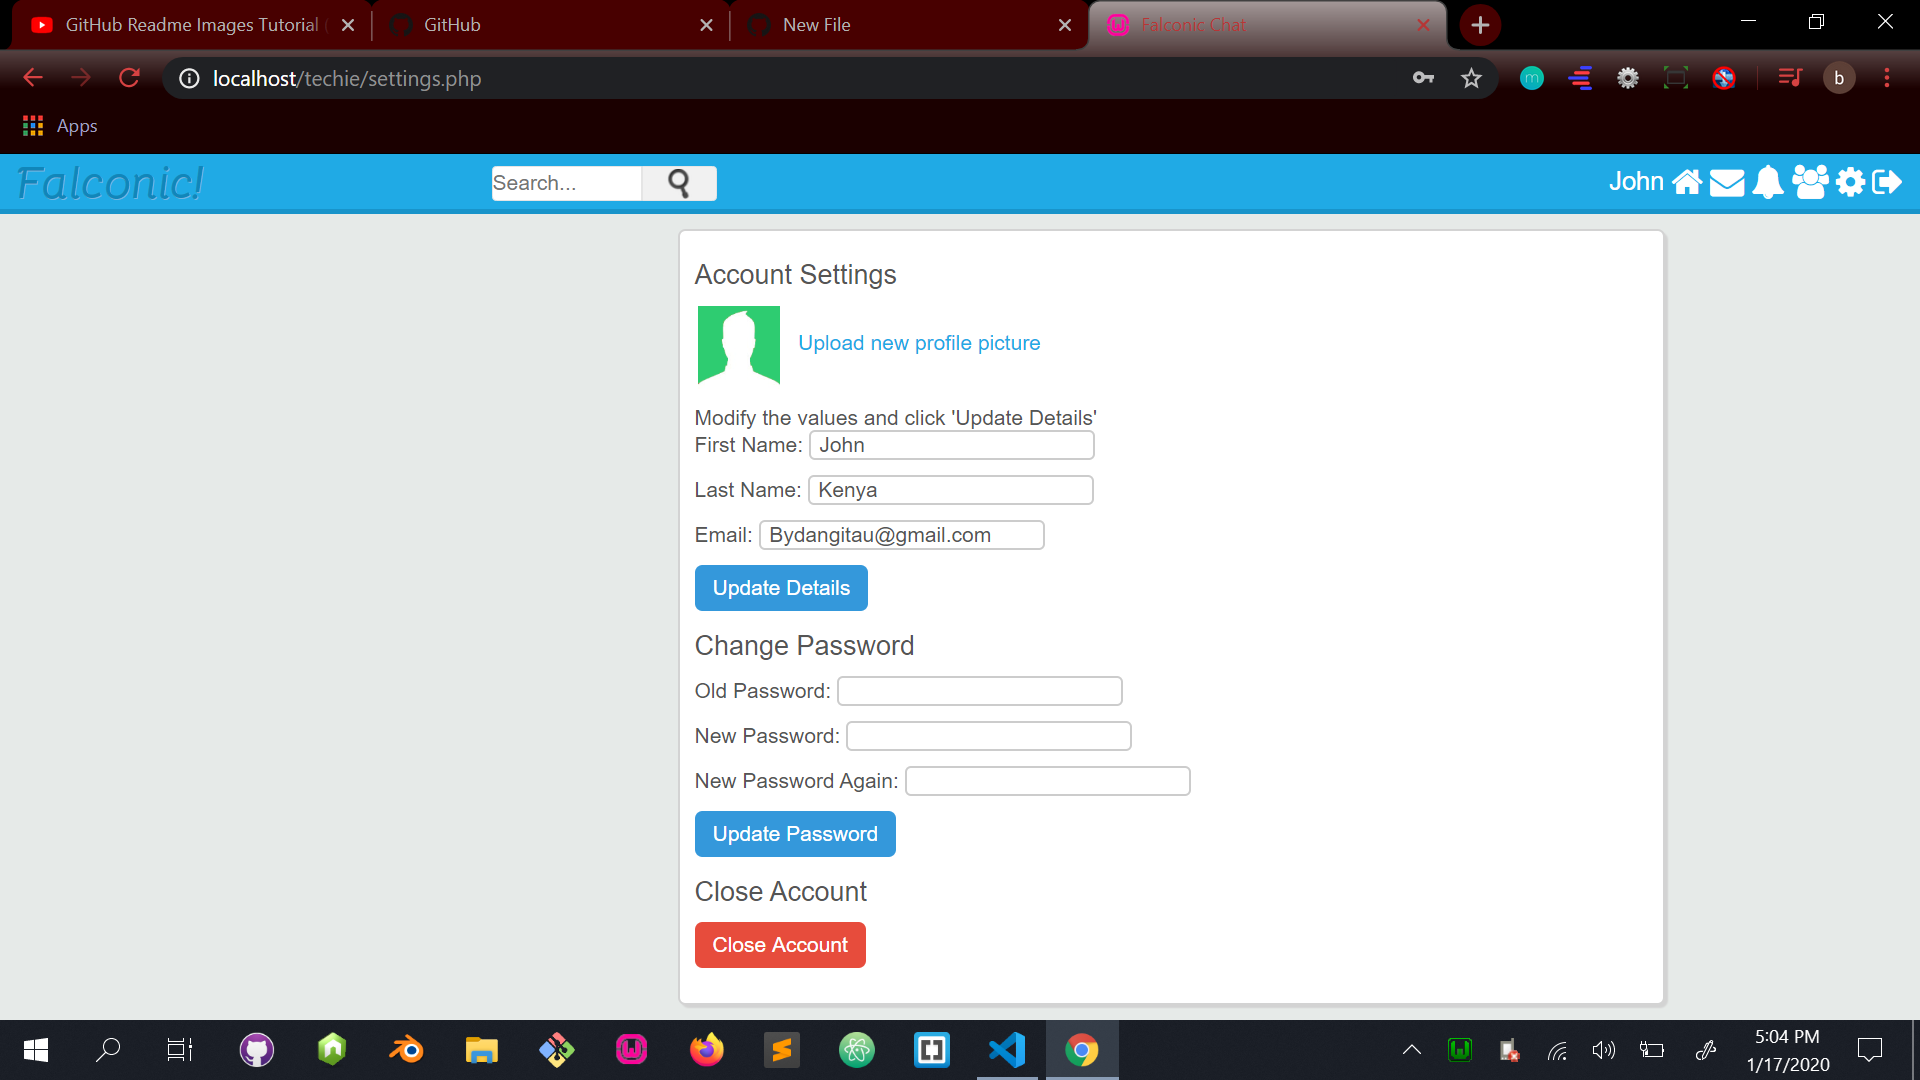 GitHub Readme Images Tutorial
GitHub
New File
Falconic Chat
localhost/techie/settings.php
b
Apps
Falconic!
Search...
John
Account Settings
Upload new profile picture
Modify the values and click 'Update Details'
First Name: John
Last Name: Kenya
Email: Bydangitau@gmail.com
Update Details
Change Password
Old Password:
New Password:
New Password Again:
Update Password
Close Account
Close Account
5:04 PM
1/17/2020